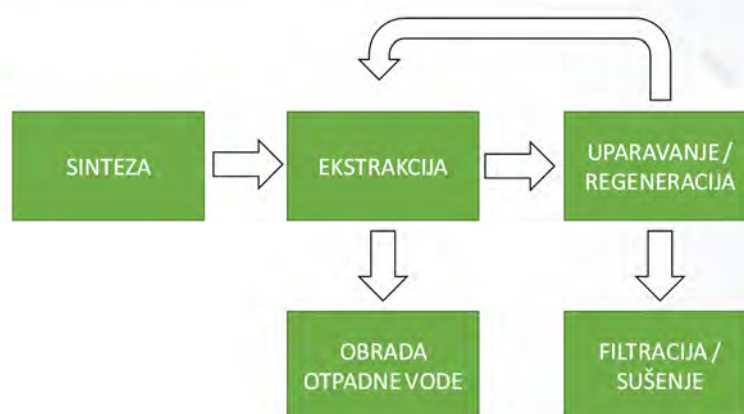 SINTEZA
EKSTRAKCIJA
UPARAVANJE /
REGENERACIJA
OBRADA
OTPADNE VODE
FILTRACIJA /
SUŠENJE